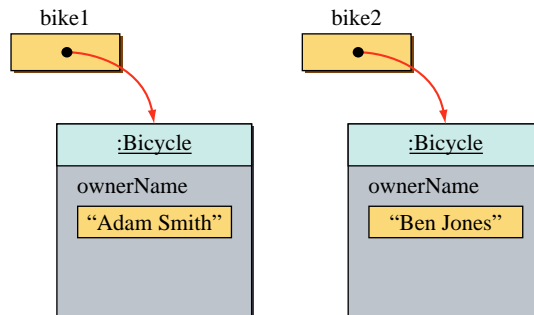 bike1
bike2
:Bicycle
ownerName
“Adam Smith”
:Bicycle
ownerName
“Ben Jones”